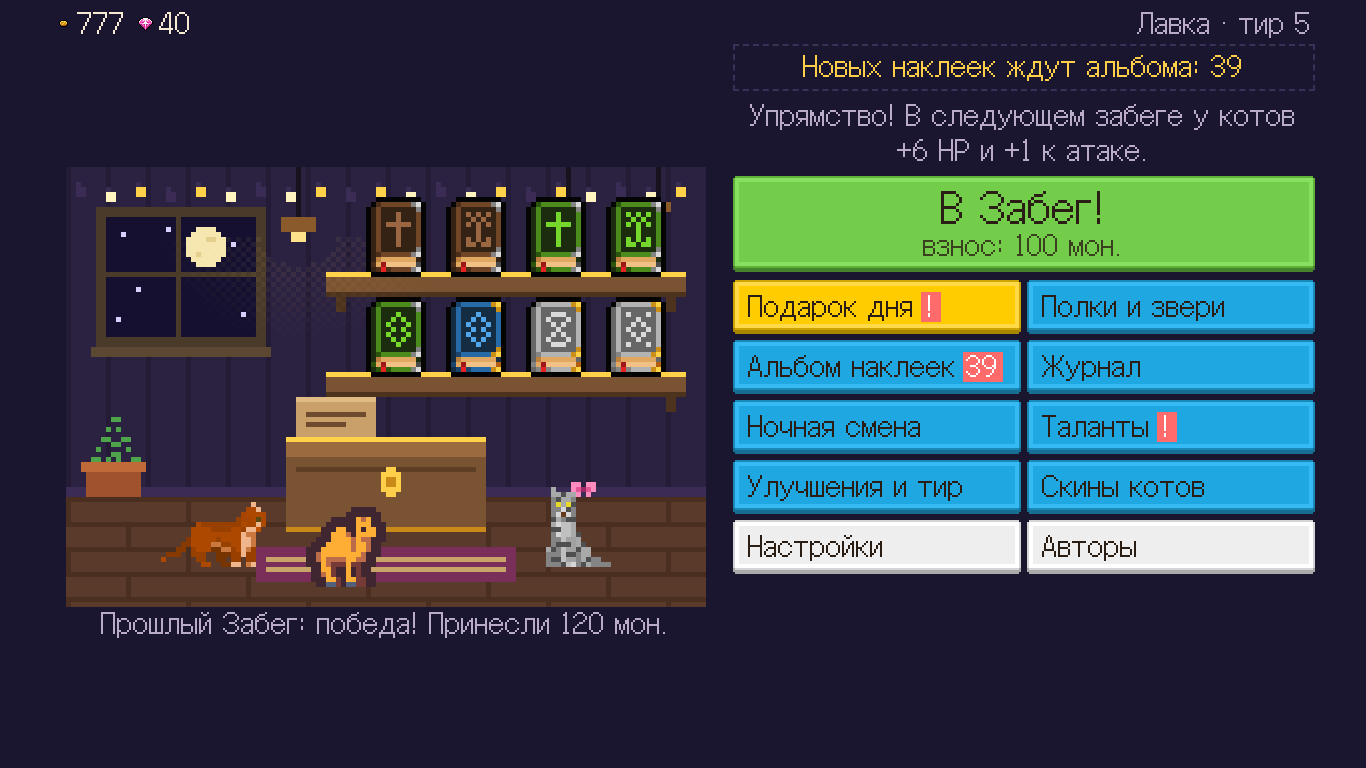 777 40
Лавка · тир 5
Новых наклеек ждут альбома: 39
Упрямство! В следующем забеге у котов
+6 HP и +1 к атаке.
В Забег!
взнос: 100 мон.
Подарок дня !
Полки и звери
Альбом наклеек 39
Журнал
Ночная смена
Таланты !
Улучшения и тир
Скины котов
Настройки
Авторы
Прошлый Забег: победа! Принесли 120 мон.